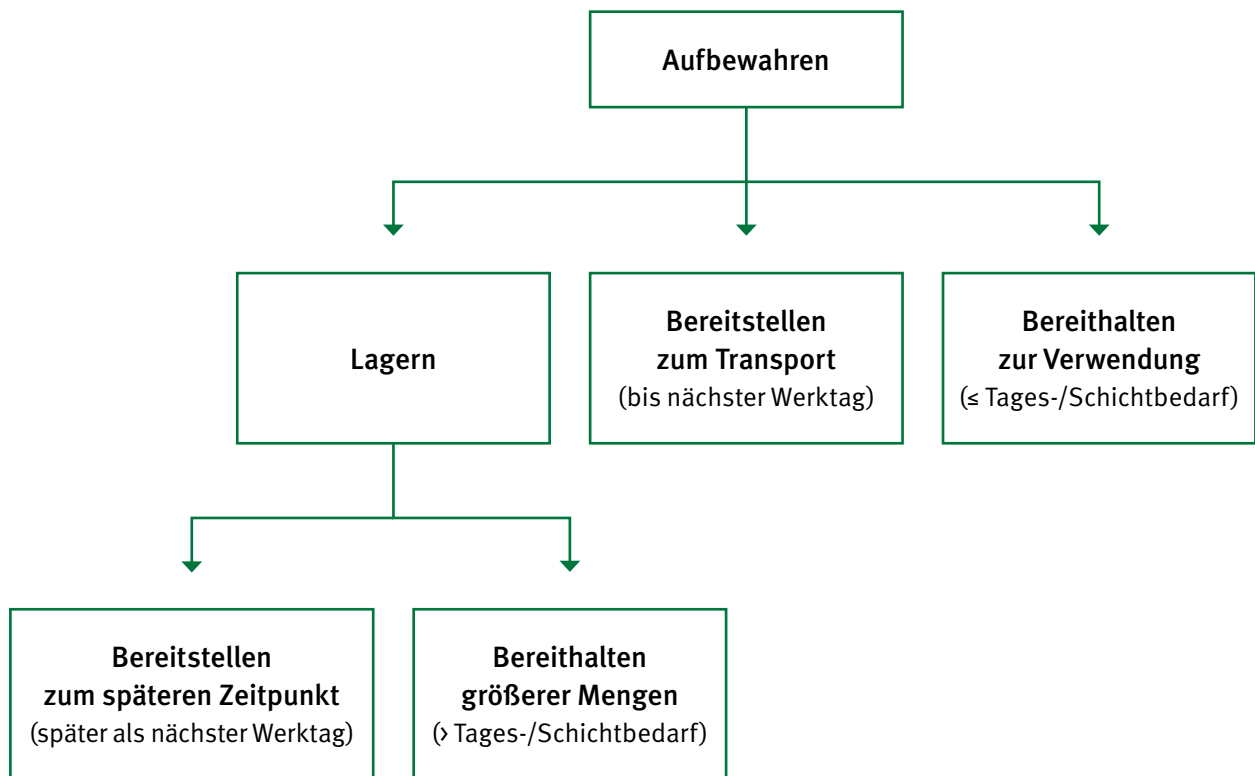 Aufbewahren
Lagern
Bereitstellen
zum Transport
(bis nächster Werktag)
Bereithalten
zur Verwendung
(≤ Tages-/Schichtbedarf)
Bereitstellen
zum späteren Zeitpunkt
(später als nächster Werktag)
Bereithalten
größerer Mengen
(> Tages-/Schichtbedarf)